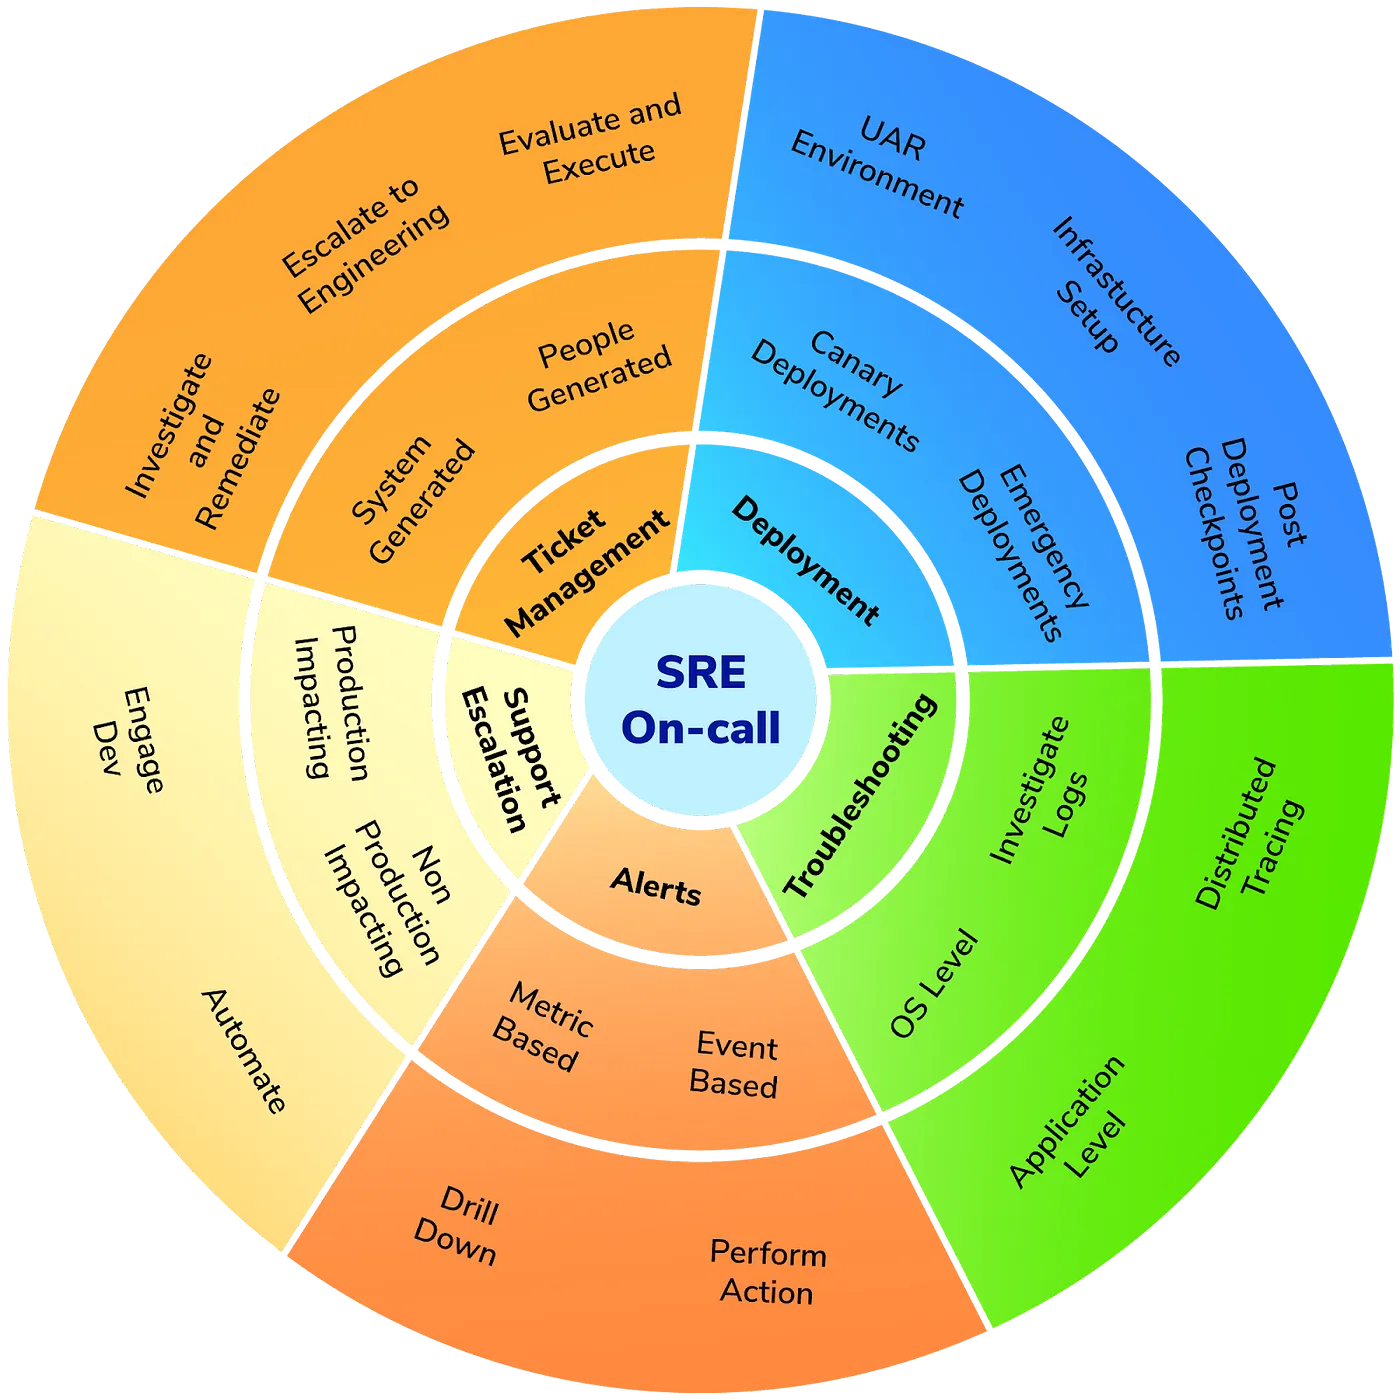 SRE
On-call
Deployment
Canary
Deployments
Emergency
Deployments
UAR
Environment
Infrastucture
Setup
Post
Deployment
Checkpoints
Troubleshooting
Investigate
Logs
OS Level
Distributed
Tracing
Application
Level
Alerts
Metric
Based
Event
Based
Drill
Down
Perform
Action
Support
Escalation
Production
Impacting
Non
Production
Impacting
Engage
Dev
Automate
Ticket
Management
System
Generated
People
Generated
Investigate
and
Remediate
Escalate to
Engineering
Evaluate and
Execute